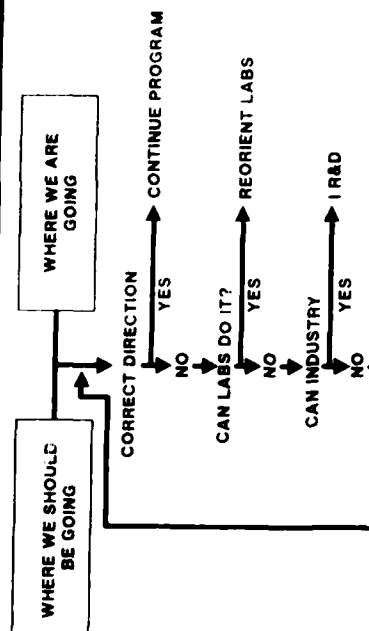 WHERE WE SHOULD
BE GOING
WHERE WE ARE
GOING
CORRECT DIRECTION
YES
CONTINUE PROGRAM
NO
CAN LABS DO IT?
YES
REORIENT LABS
NO
CAN INDUSTRY
YES
I R&D
NO